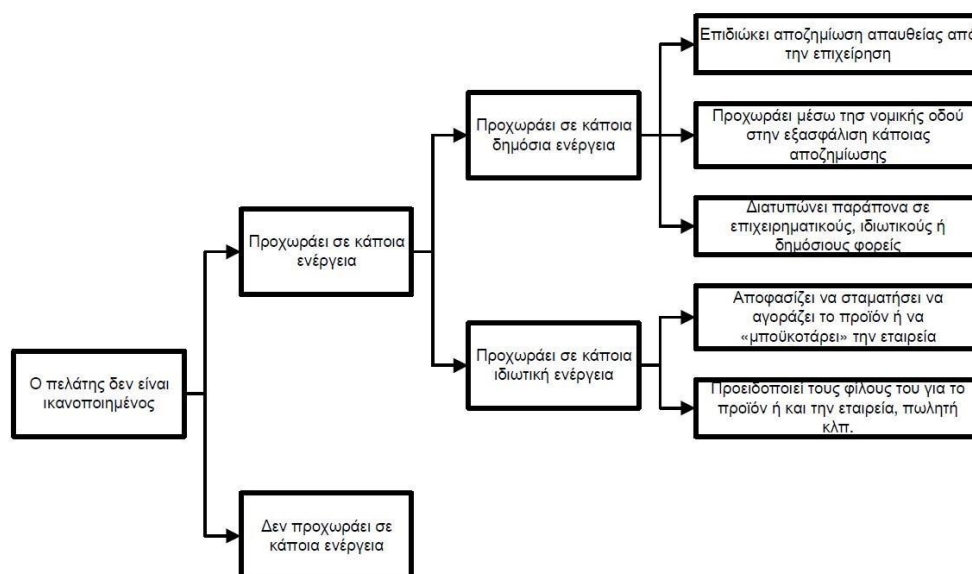 Επιδιώκει αποζημίωση απαυθείας από
την επιχείρηση
Προχωράει σε κάποια
δημόσια ενέργεια
Προχωράει μέσω τησ νομικής οδού
στην εξασφάλιση κάποιας
αποζημίωσης
Διατυπώνει παράπονα σε
επιχειρηματικούς, ιδιωτικούς ή
δημόσιους φορείς
Προχωράει σε κάποια
ενέργεια
Αποφασίζει να σταματήσει να
αγοράζει το προϊόν ή να
«μποϋκοτάρει» την εταιρεία
Προχωράει σε κάποια
ιδιωτική ενέργεια
Ο πελάτης δεν είναι
ικανοποιημένος
Προειδοποιεί τους φίλους του για το
προϊόν ή και την εταιρεία, πωλητή
κλπ.
Δεν προχωράει σε
κάποια ενέργεια